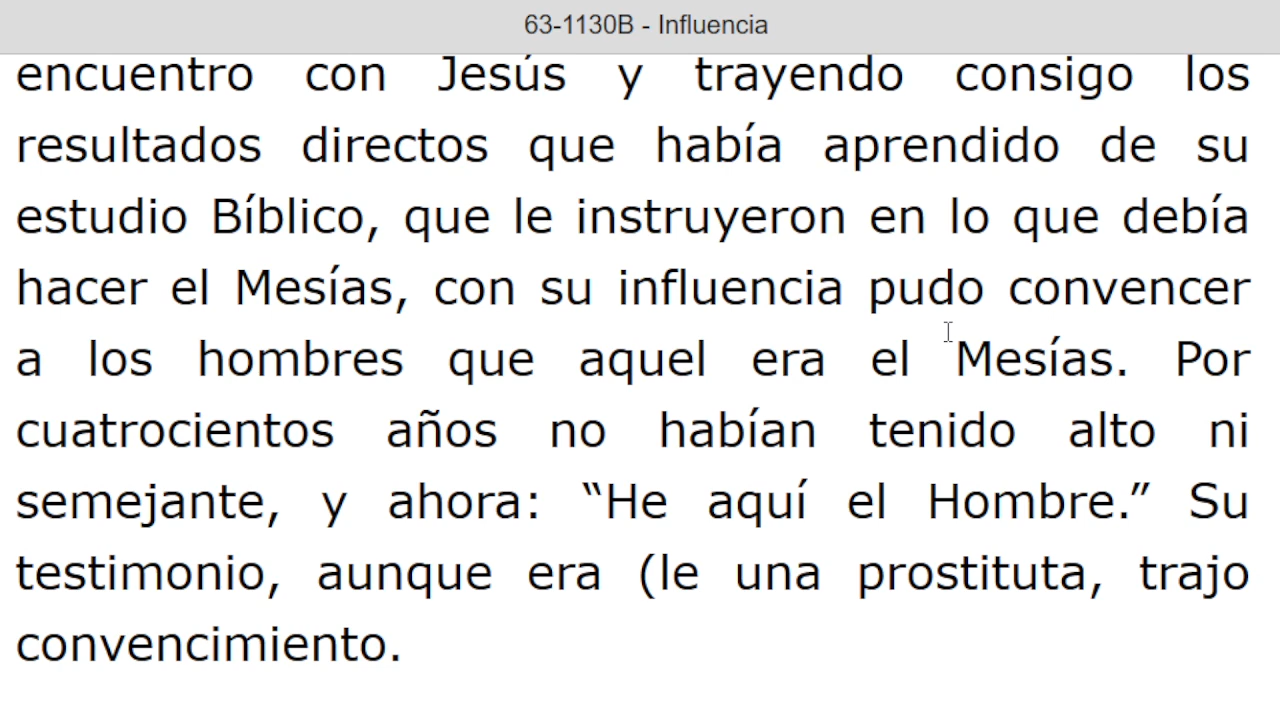 63-1130B - Influencia
encuentro con Jesús y trayendo consigo los
resultados directos que había aprendido de su
estudio Bíblico, que le instruyeron en lo que debía
hacer el Mesías, con su influencia pudo convencer
a los hombres que aquel era el Mesías. Por
cuatrocientos años no habían tenido alto ni
semejante, y ahora: “He aquí el Hombre.” Su
testimonio, aunque era (le una prostituta, trajo
convencimiento.